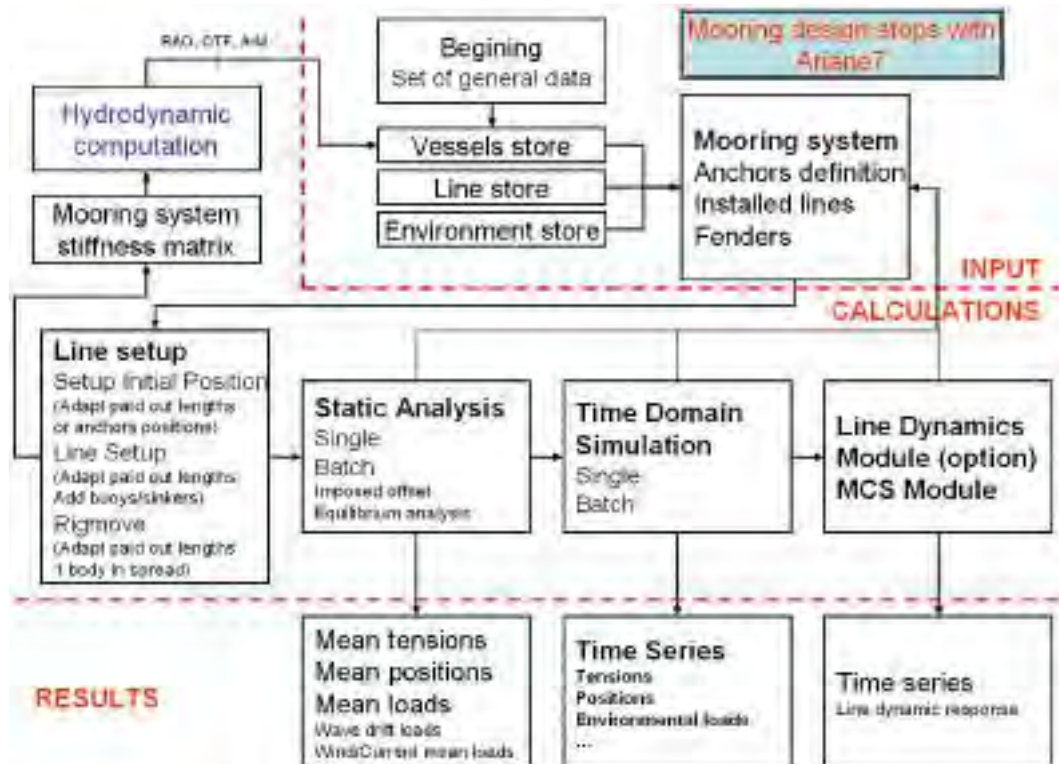 RAO, QTF, AiM
Begining
Set of general data
Mooring design stops with
Ariane7
Hydrodynamic
computation
Vessels store
Line store
Environment store
Mooring system
Anchors definition
Installed lines
Fenders
Mooring system
stiffness matrix
INPUT
CALCULATIONS
Line setup
Setup Initial Position
(Adapt paid out lengths
or anchors positions)
Line Setup
(Adapt paid out lengths
Add buoys/sinkers)
Rigmove
(Adapt paid out lengths
1 body in spread)
Static Analysis
Single
Batch
Imposed offset
Equilibrium analysis
Time Domain
Simulation
Single
Batch
Line Dynamics
Module (option)
MCS Module
RESULTS
Mean tensions
Mean positions
Mean loads
Wave drift loads
Wind/Current mean loads
Time Series
Tensions
Positions
Environmental loads
...
Time series
Line dynamic response